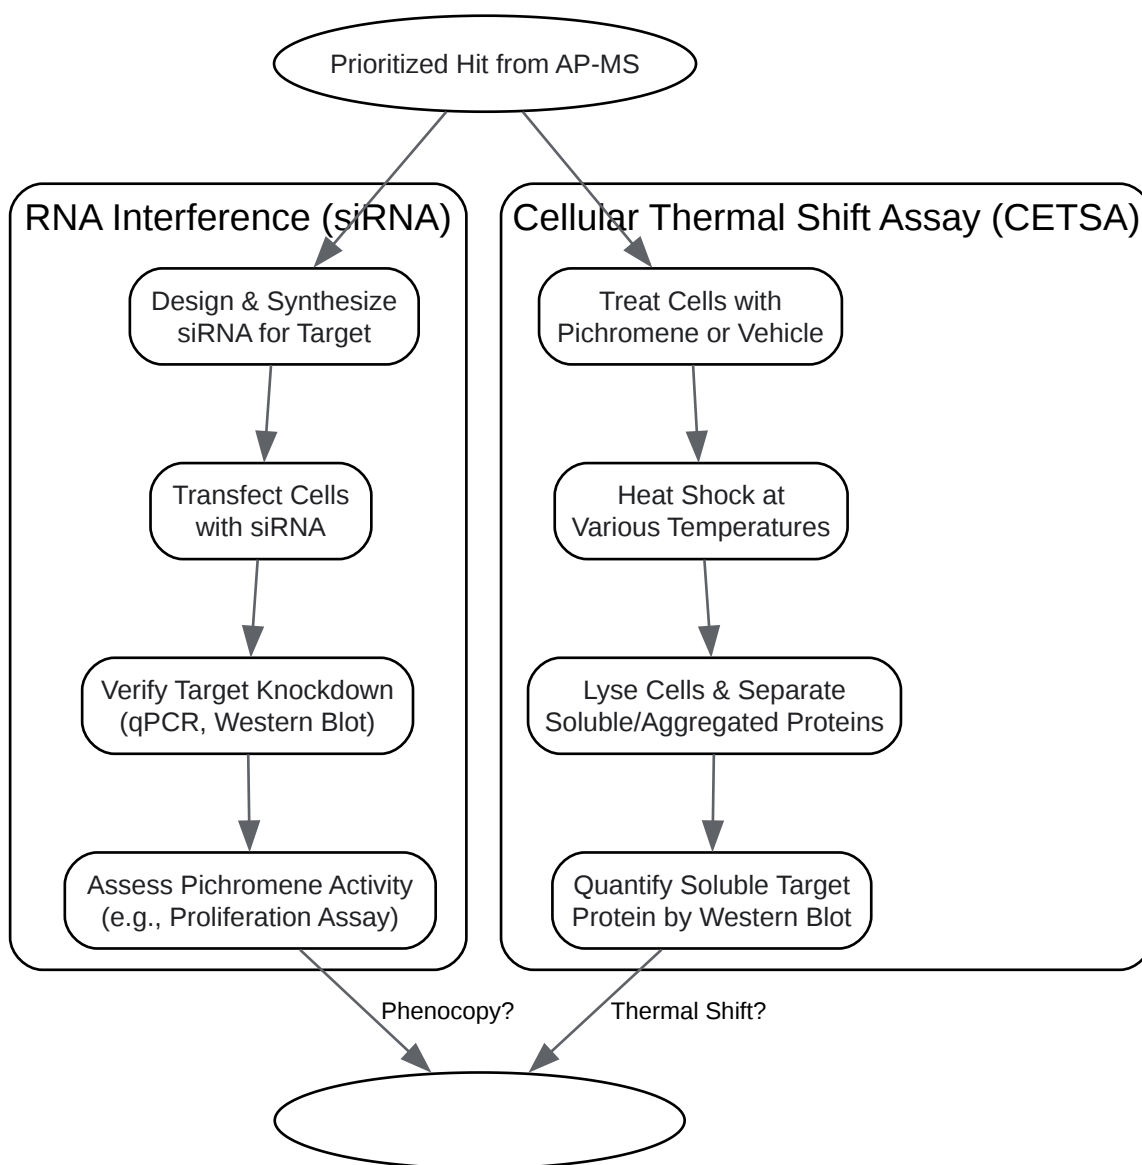 Prioritized Hit from AP-MS
RNA Interference (siRNA)
Design & Synthesize
siRNA for Target
Transfect Cells
with siRNA
Verify Target Knockdown
(qPCR, Western Blot)
Assess Pichromene Activity
(e.g., Proliferation Assay)
Phenocopy?
Cellular Thermal Shift Assay (CETSA)
Treat Cells with
Pichromene or Vehicle
Heat Shock at
Various Temperatures
Lyse Cells & Separate
Soluble/Aggregated Proteins
Quantify Soluble Target
Protein by Western Blot
Thermal Shift?